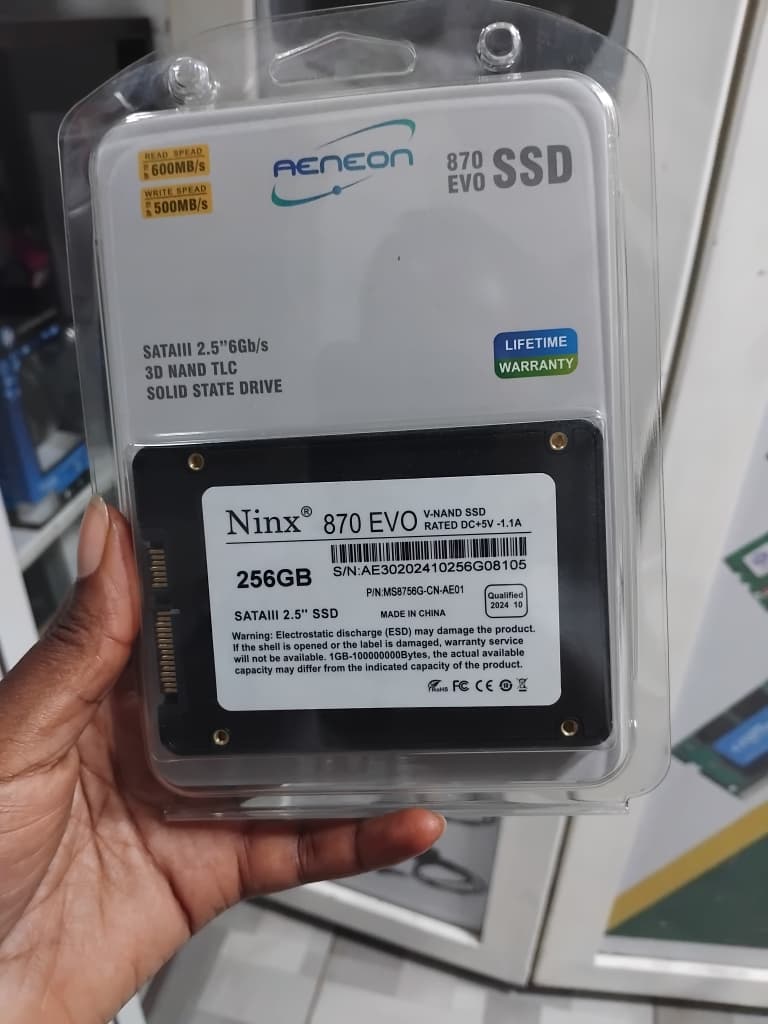 READ SPEAD
600MB/s
WRITE SPEAD
500MB/s
AENEON
870
EVO
SSD
SATAIII 2.5"6Gb/s
3D NAND TLC
SOLID STATE DRIVE
LIFETIME
WARRANTY
Ninx® 870 EVO
V-NAND SSD
RATED DC+5V -1.1A
256GB
S/N:AE30202410256G08105
P/N:MS8756G-CN-AE01
SATAIII 2.5" SSD
MADE IN CHINA
Qualified
2024 10
Warning: Electrostatic discharge (ESD) may damage the product.
If the shell is opened or the label is damaged, warranty service
will not be available. 1GB-100000000Bytes, the actual available
capacity may differ from the indicated capacity of the product.
RoHS FC CE